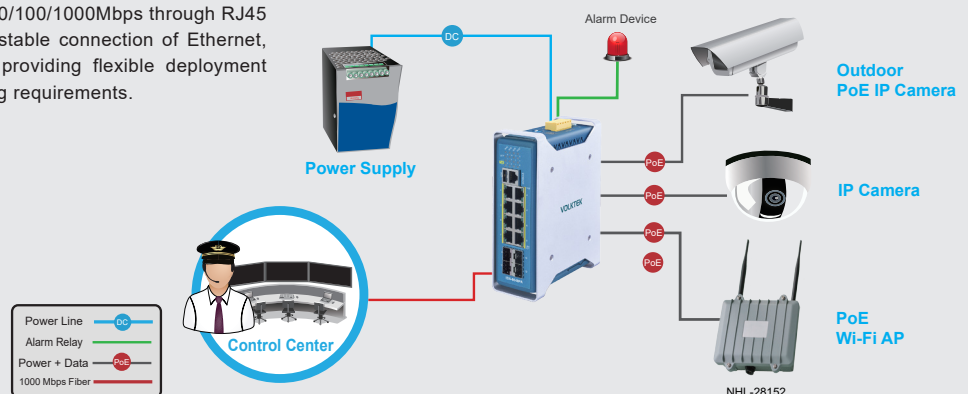 0/100/1000Mbps through RJ45
stable connection of Ethernet,
providing flexible deployment
g requirements.
DC
Alarm Device
Power Supply
Outdoor
PoE IP Camera
PoE
PoE
IP Camera
VOLKTEK
PoE
PoE
PoE
Wi-Fi AP
NHL-28152
Control Center
Power Line DC
Alarm Relay
Power + Data PoE
1000 Mbps Fiber